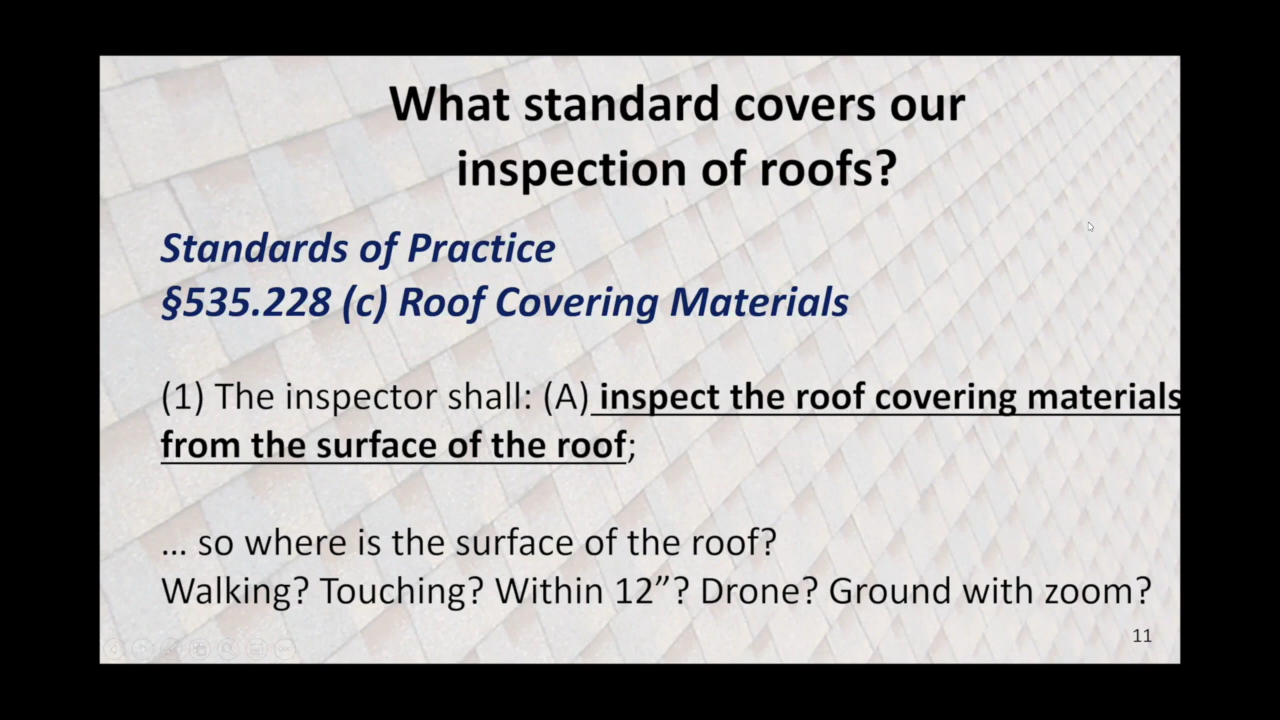 What standard covers our
inspection of roofs?
Standards of Practice
§535.228 (c) Roof Covering Materials
(1) The inspector shall: (A) inspect the roof covering materials
from the surface of the roof;
... so where is the surface of the roof?
Walking? Touching? Within 12”? Drone? Ground with zoom?
11